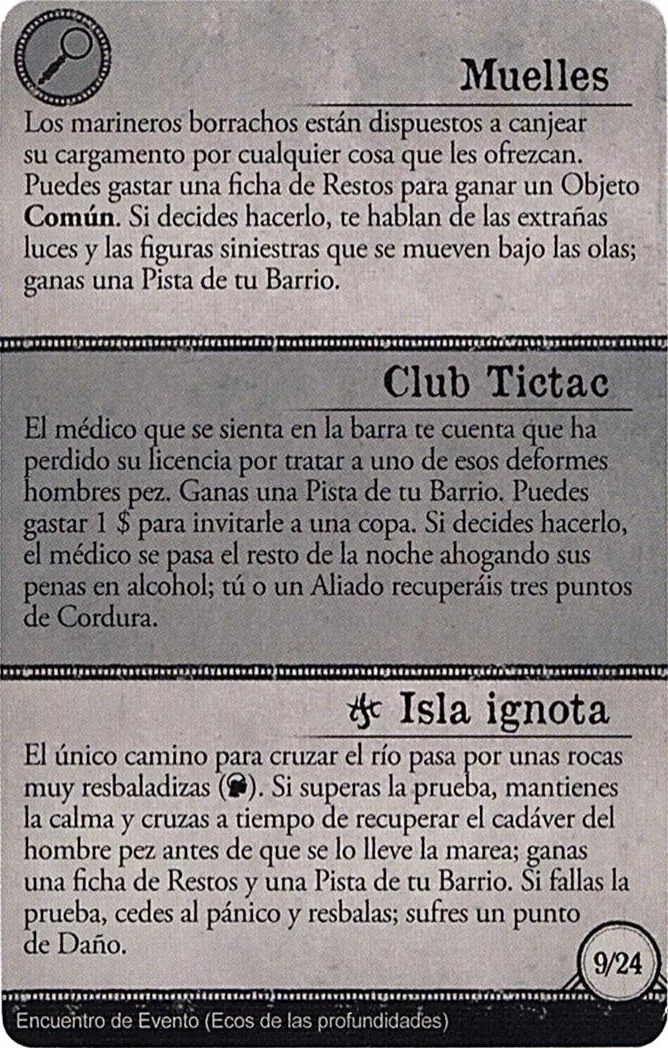 Muelles
Los marineros borrachos están dispuestos a canjear
su cargamento por cualquier cosa que les ofrezcan.
Puedes gastar una ficha de Restos para ganar un Objeto
Común. Si decides hacerlo, te hablan de las extrañas
luces y las figuras siniestras que se mueven bajo las olas;
ganas una Pista de tu Barrio.
Club Tictac
El médico que se sienta en la barra te cuenta que ha
perdido su licencia por tratar a uno de esos deformes
hombres pez. Ganas una Pista de tu Barrio. Puedes
gastar 1 $ para invitarle a una copa. Si decides hacerlo,
el médico se pasa el resto de la noche ahogando sus
penas en alcohol; tú o un Aliado recuperáis tres puntos
de Cordura.
Isla ignota
El único camino para cruzar el río pasa por unas rocas
muy resbaladizas (). Si superas la prueba, mantienes
la calma y cruzas a tiempo de recuperar el cadáver del
hombre pez antes de que se lo lleve la marea; ganas
una ficha de Restos y una Pista de tu Barrio. Si fallas la
prueba, cedes al pánico y resbalas; sufres un punto
de Daño.
9/24
Encuentro de Evento (Ecos de las profundidades)